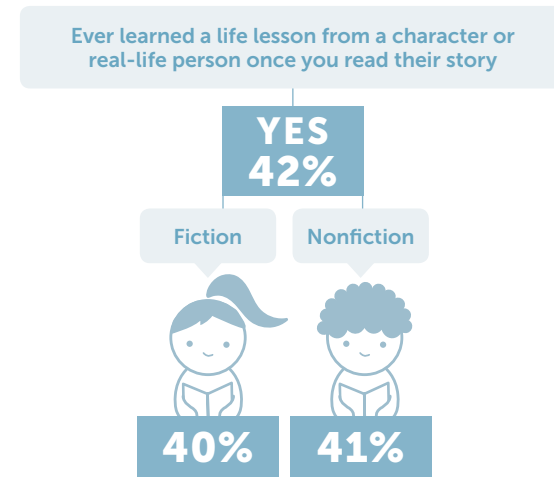 Ever learned a life lesson from a character or
real-life person once you read their story
YES
42%
Fiction
Nonfiction
40%
41%